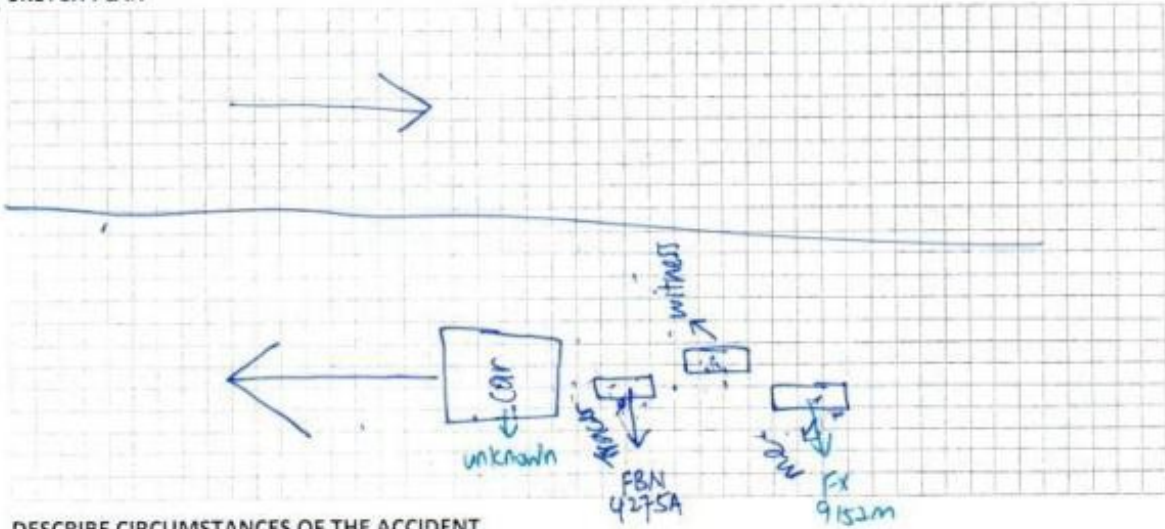 witness
car
unknown
FBN
4275A
me
FX
9152m
DESCRIBE CIRCUMSTANCES OF THE ACCIDENT